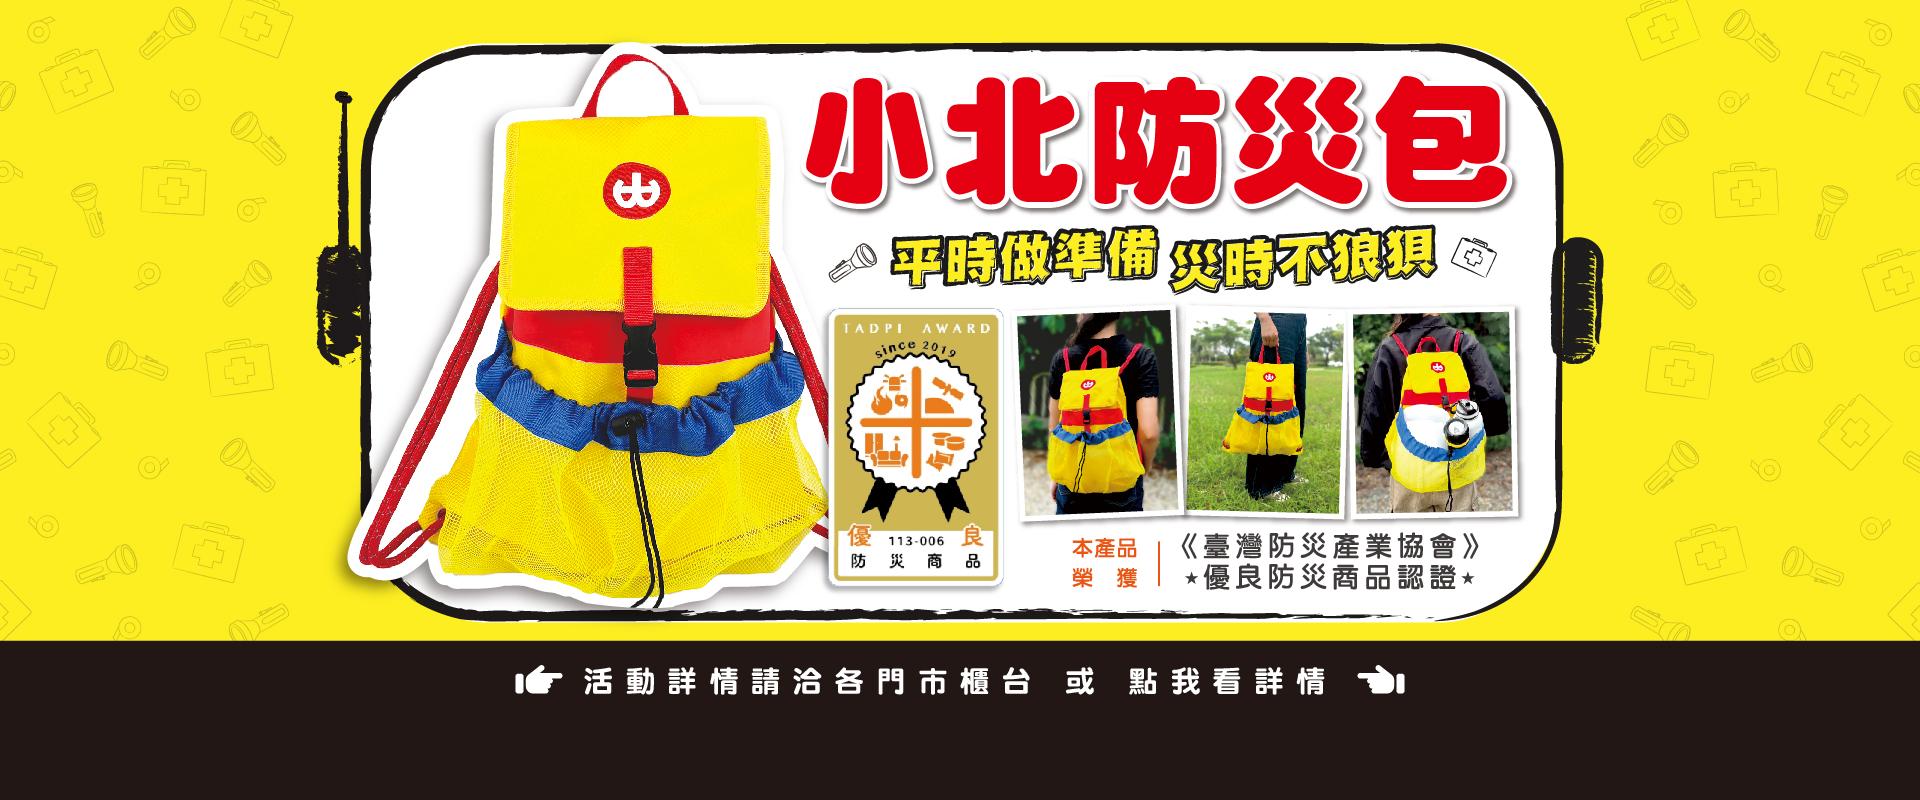 小北防災包
平時做準備 災時不狼狽
TADPI AWARD
since 2019
優 113-006 良
防災商品
本產品
榮獲
《臺灣防災產業協會》
★優良防災商品認證★
活動詳情請洽各門市櫃台 或 點我看詳情